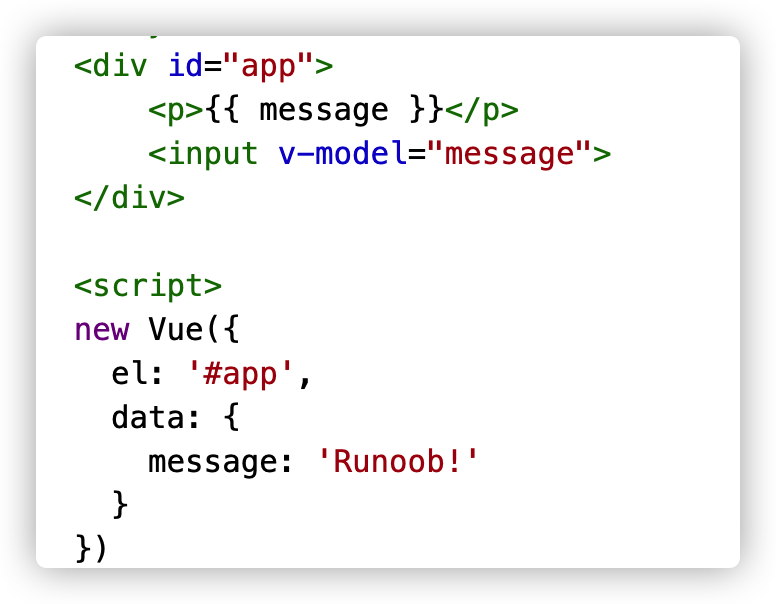 <div id="app">
    <p>{{ message }}</p>
    <input v-model="message">
</div>

<script>
new Vue({
  el: '#app',
  data: {
    message: 'Runoob!'
  }
})